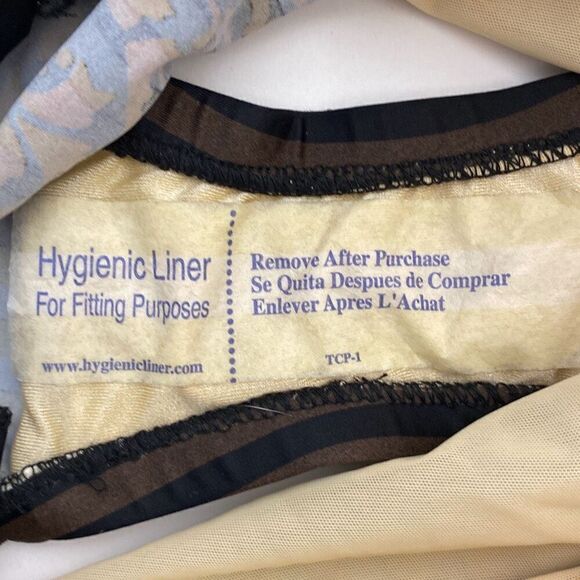 Hygienic Liner
For Fitting Purposes
www.hygienicliner.com
Remove After Purchase
Se Quita Despues de Comprar
Enlever Apres L'Achat
TCP-1